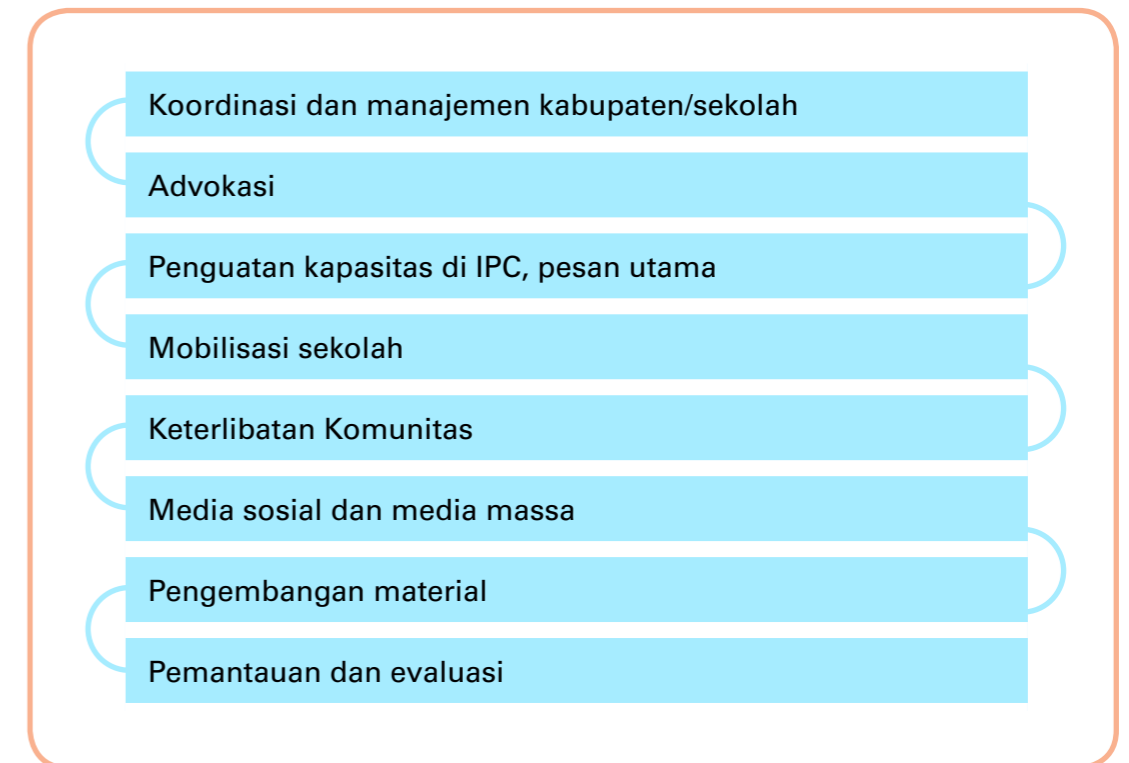 Koordinasi dan manajemen kabupaten/sekolah
Advokasi
Penguatan kapasitas di IPC, pesan utama
Mobilisasi sekolah
Keterlibatan Komunitas
Media sosial dan media massa
Pengembangan material
Pemantauan dan evaluasi